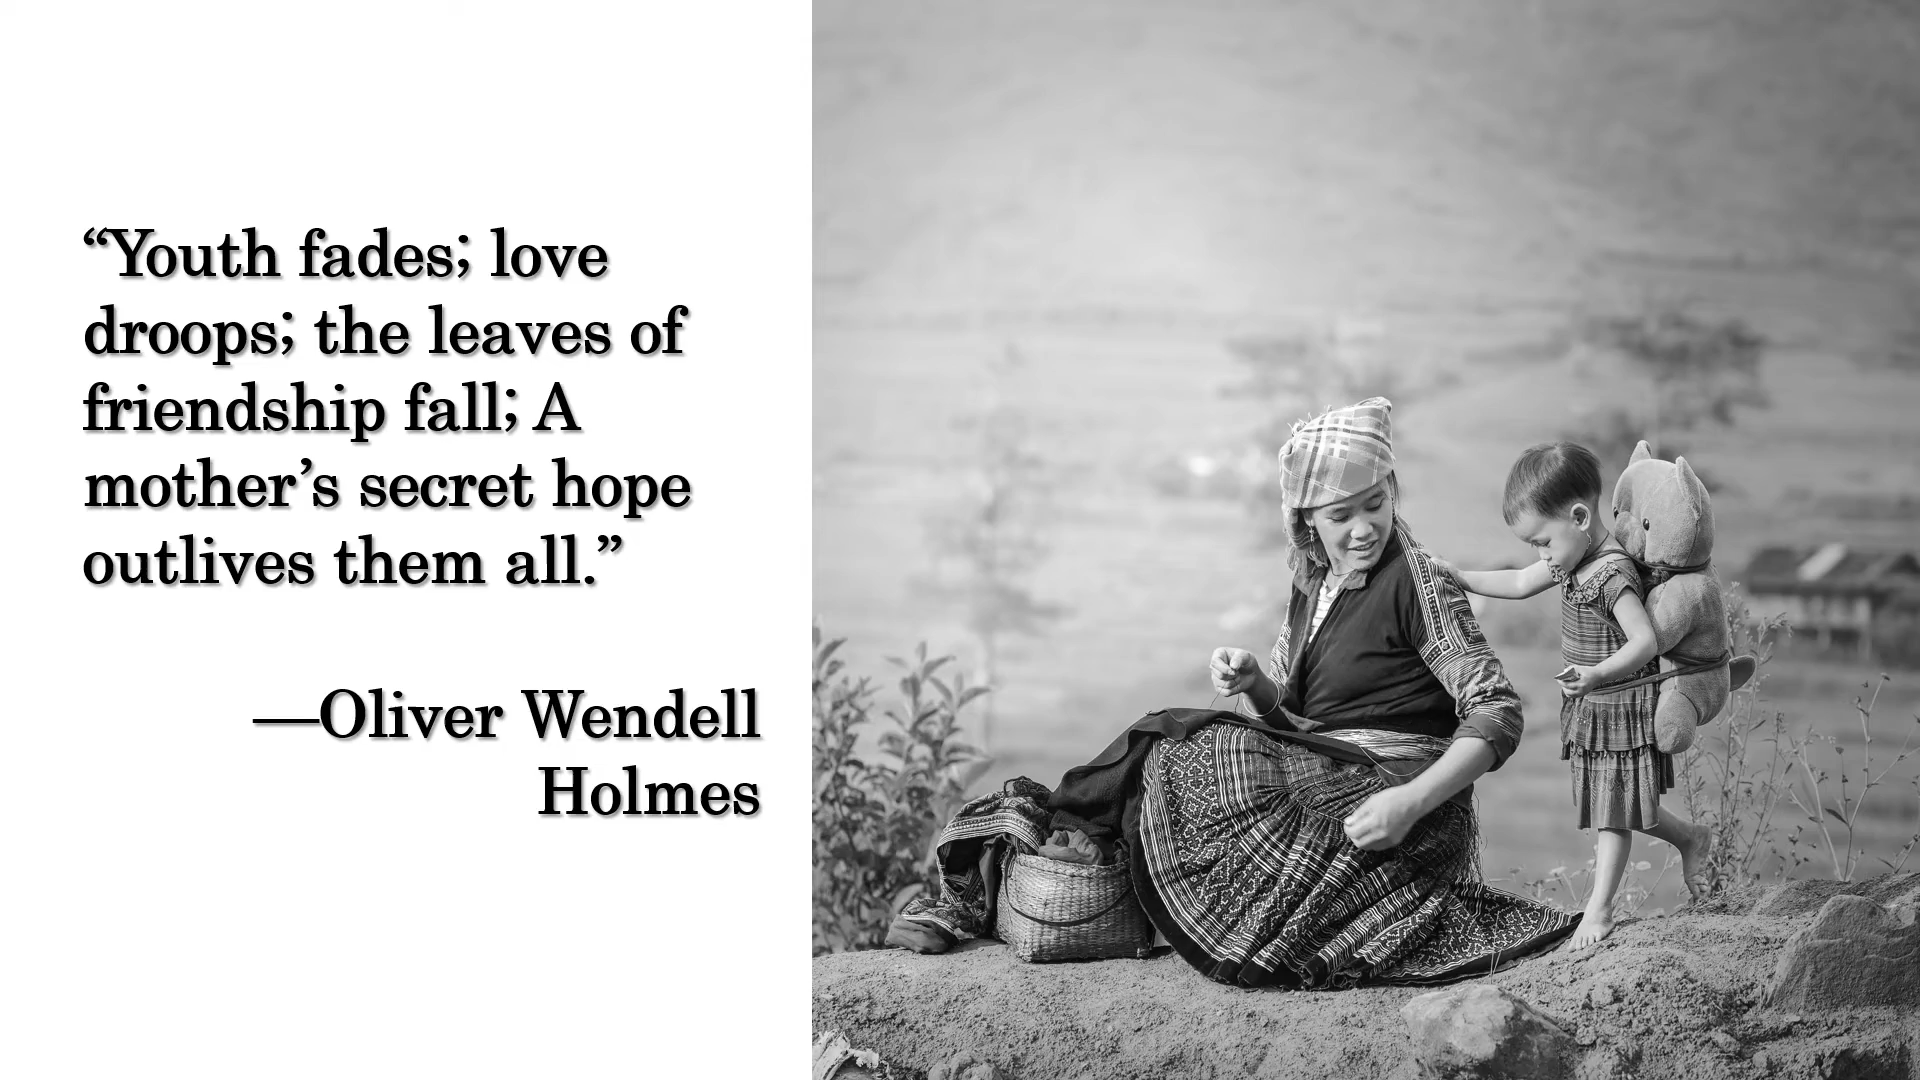 “Youth fades; love
droops; the leaves of
friendship fall; A
mother’s secret hope
outlives them all.”
—Oliver Wendell
Holmes